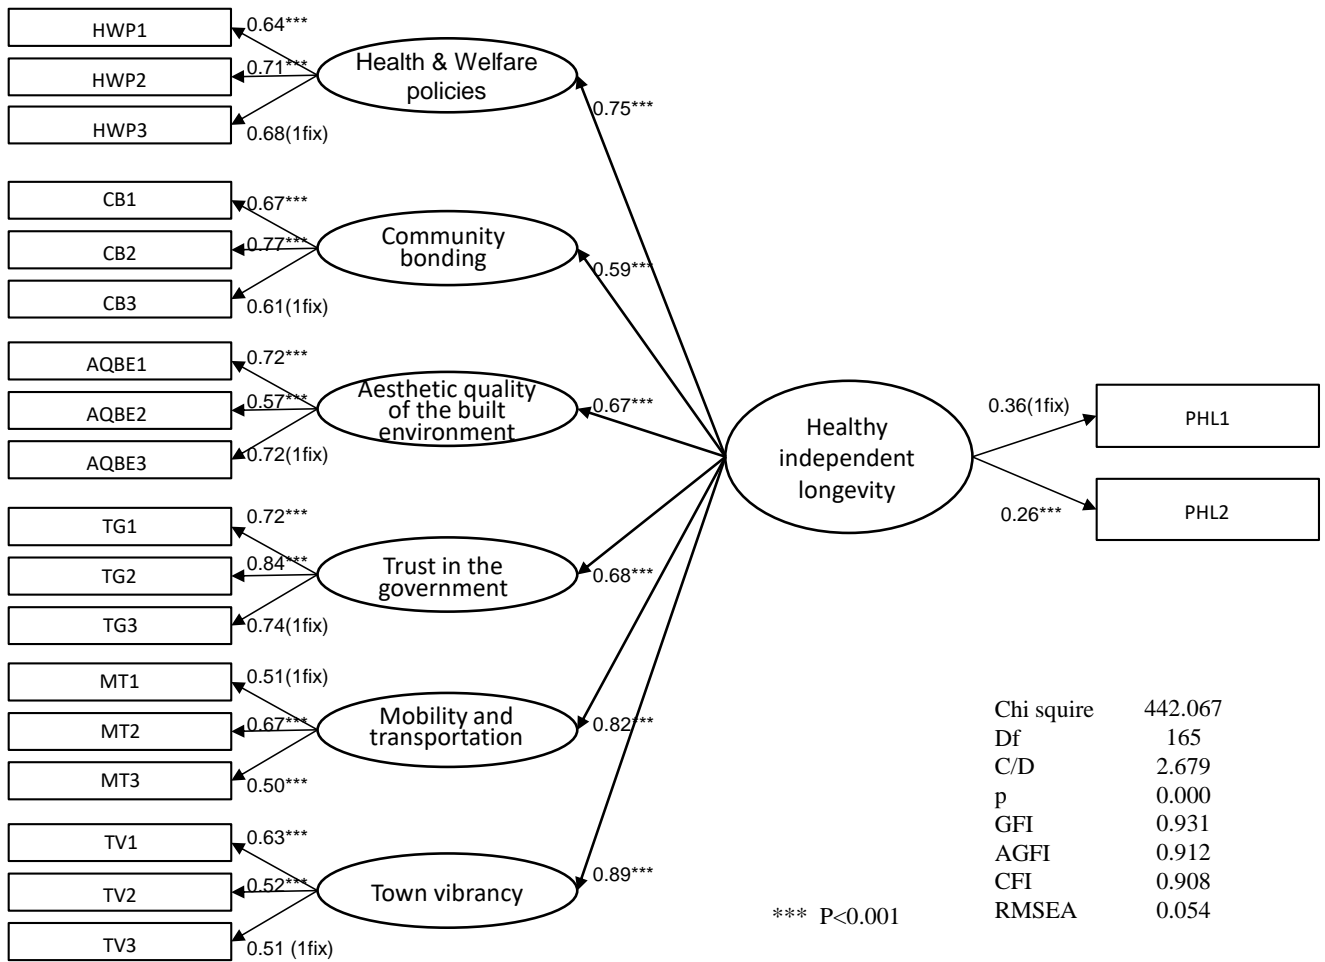 HWP1
0.64***
HWP2
0.71***
HWP3
0.68(1fix)
Health & Welfare
policies
0.75***
CB1
0.67***
CB2
0.77***
CB3
0.61(1fix)
Community
bonding
0.59***
AQBE1
0.72***
AQBE2
0.57***
AQBE3
0.72(1fix)
Aesthetic quality
of the built
environment
0.67***
TG1
0.72***
TG2
0.84***
TG3
0.74(1fix)
Trust in the
government
0.68***
MT1
0.51(1fix)
MT2
0.67***
MT3
0.50***
Mobility and
transportation
0.82***
TV1
0.63***
TV2
0.52***
TV3
0.51 (1fix)
Town vibrancy
0.89***
Healthy
independent
longevity
0.36(1fix)
PHL1
0.26***
PHL2
Chi squire 442.067
Df 165
C/D 2.679
p 0.000
GFI 0.931
AGFI 0.912
CFI 0.908
RMSEA 0.054
*** P<0.001